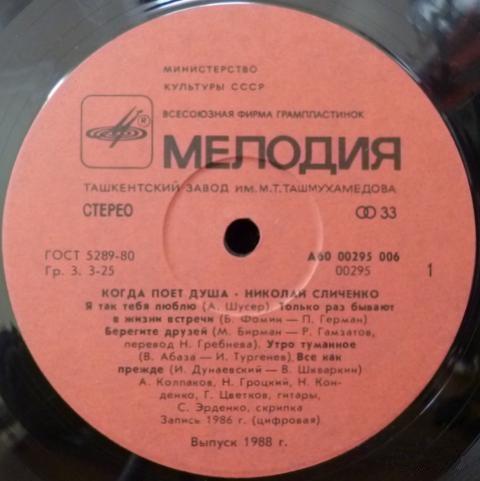 МИНИСТЕРСТВО
КУЛЬТУРЫ СССР
ВСЕСОЮЗНАЯ ФИРМА ГРАМПЛАСТИНОК
®
МЕЛОДИЯ
ТАШКЕНТСКИЙ ЗАВОД ИМ. М.Т. ТАШМУХАМЕДОВА
СТЕРЕО 33
ГОСТ 5289-80 А60 00295 006
Гр. 3. 3-25 00295 1
КОГДА ПОЕТ ДУША · НИКОЛАЙ СЛИЧЕНКО
Я так тебя люблю (А. Шусер) Только раз бывают
в жизни встречи (Б. Фомин — П. Герман)
Берегите друзей (М. Бирман — Р. Гамзатов,
перевод Н. Гребнева). Утро туманное
(В. Абаза — И. Тургенев). Все как
прежде (И. Дунаевский — В. Шкваркин)
А. Колпаков, Н. Гроцкий, Н. Кон-
денко, Г. Цветков, гитары,
С. Эрденко, скрипка
Запись 1986 г. (цифровая)
Выпуск 1988 г.